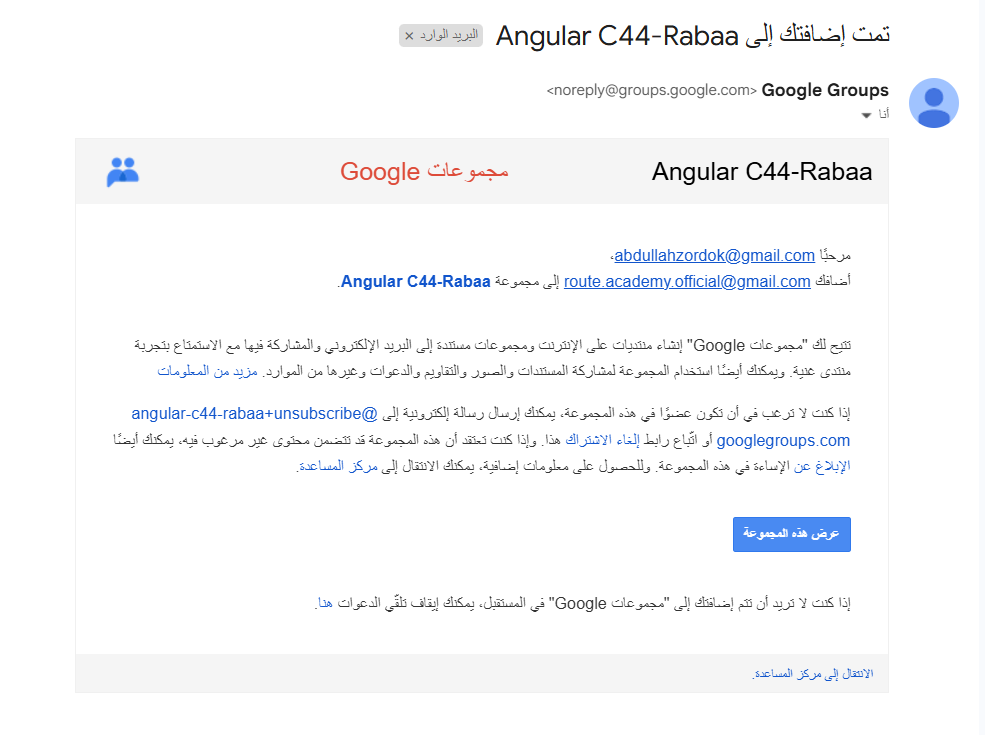 تمت إضافتك إلى Angular C44-Rabaa البريد الوارد ×
Google Groups <noreply@groups.google.com>
أنا
Angular C44-Rabaa مجموعات Google
مرحبًا abdullahzordok@gmail.com،
أضافك route.academy.official@gmail.com إلى مجموعة Angular C44-Rabaa.
تتيح لك "مجموعات Google" إنشاء منتديات على الإنترنت ومجموعات مستندة إلى البريد الإلكتروني والمشاركة فيها مع الاستمتاع بتجربة
منتدى غنية. ويمكنك أيضًا استخدام المجموعة لمشاركة المستندات والصور والتقاويم والدعوات وغيرها من الموارد. مزيد من المعلومات
إذا كنت لا ترغب في أن تكون عضوًا في هذه المجموعة، يمكنك إرسال رسالة إلكترونية إلى angular-c44-rabaa+unsubscribe@
googlegroups.com أو اتّباع رابط إلغاء الاشتراك هذا. وإذا كنت تعتقد أن هذه المجموعة قد تتضمن محتوى غير مرغوب فيه، يمكنك أيضًا
الإبلاغ عن الإساءة في هذه المجموعة. وللحصول على معلومات إضافية، يمكنك الانتقال إلى مركز المساعدة.
عرض هذه المجموعة
إذا كنت لا تريد أن تتم إضافتك إلى "مجموعات Google" في المستقبل، يمكنك إيقاف تلقّي الدعوات هنا.
الانتقال إلى مركز المساعدة.